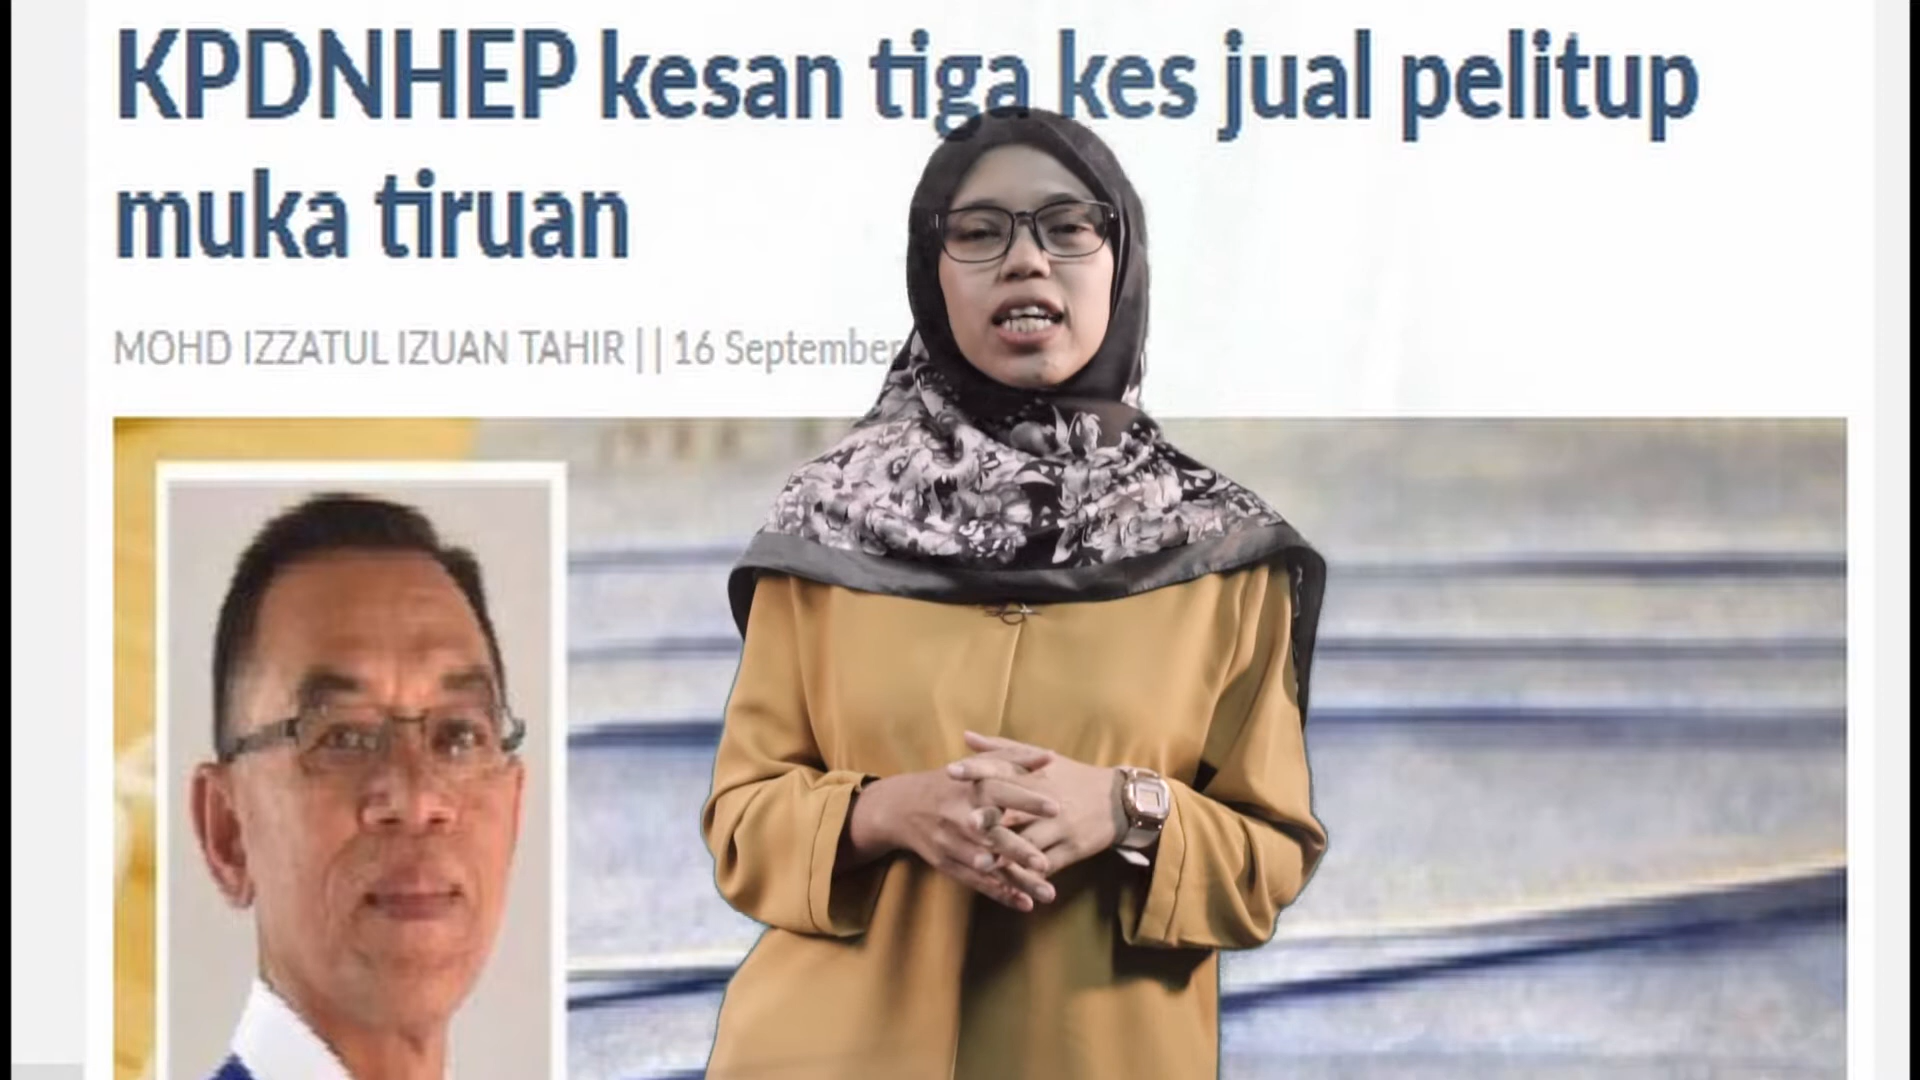 KPDNHEP kesan tiga kes jual pelitup
muka tiruan
MOHD IZZATUL IZUAN TAHIR || 16 September